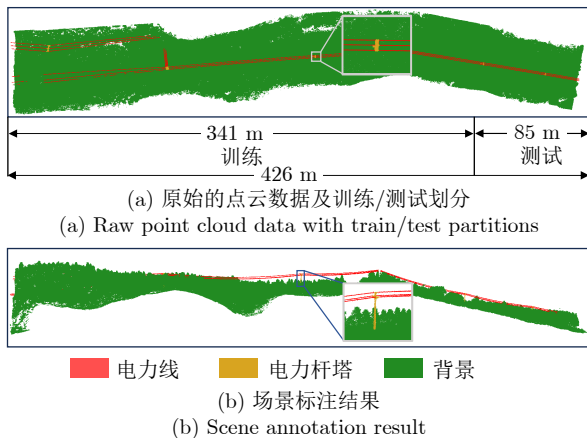 341 m
85 m
训练
测试
426 m
(a) 原始的点云数据及训练/测试划分
(a) Raw point cloud data with train/test partitions
电力线
电力杆塔
背景
(b) 场景标注结果
(b) Scene annotation result